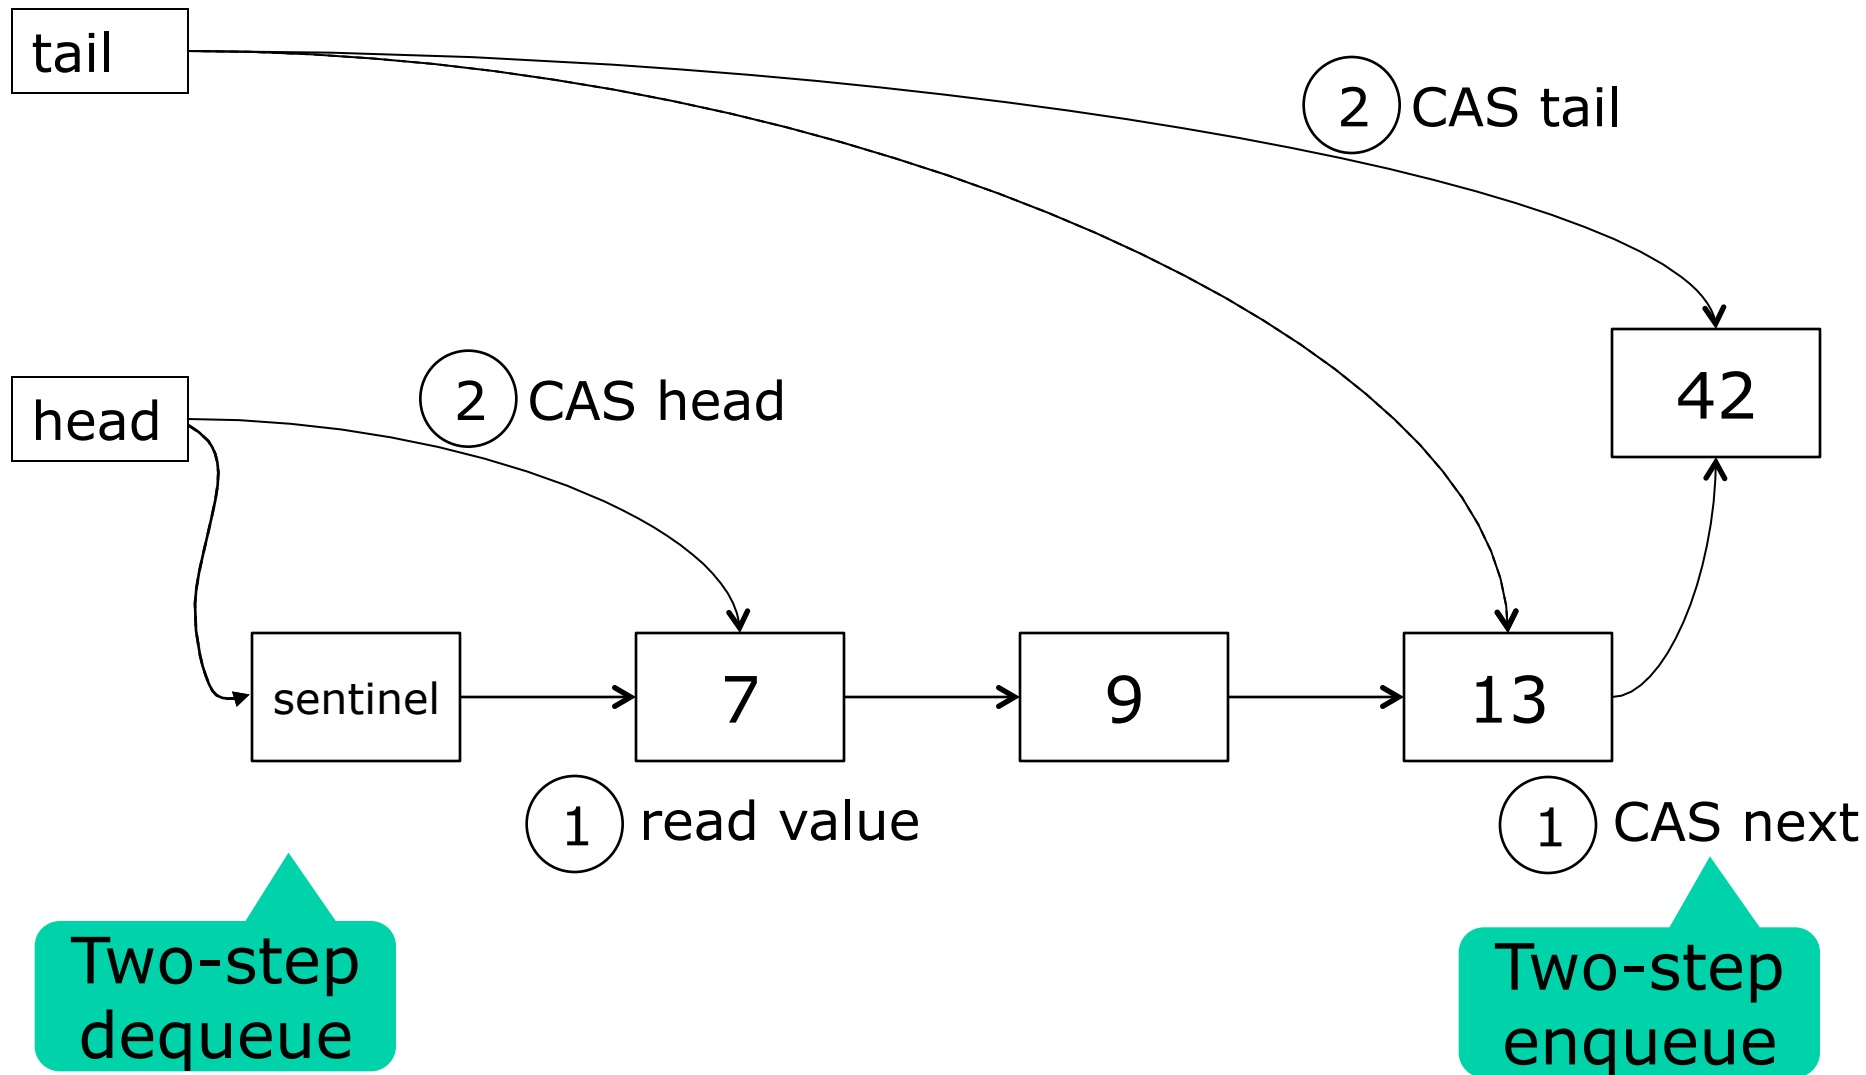 tail
2 CAS tail
head
2 CAS head
42
sentinel
7
9
13
1 read value
1 CAS next
Two-step
dequeue
Two-step
enqueue